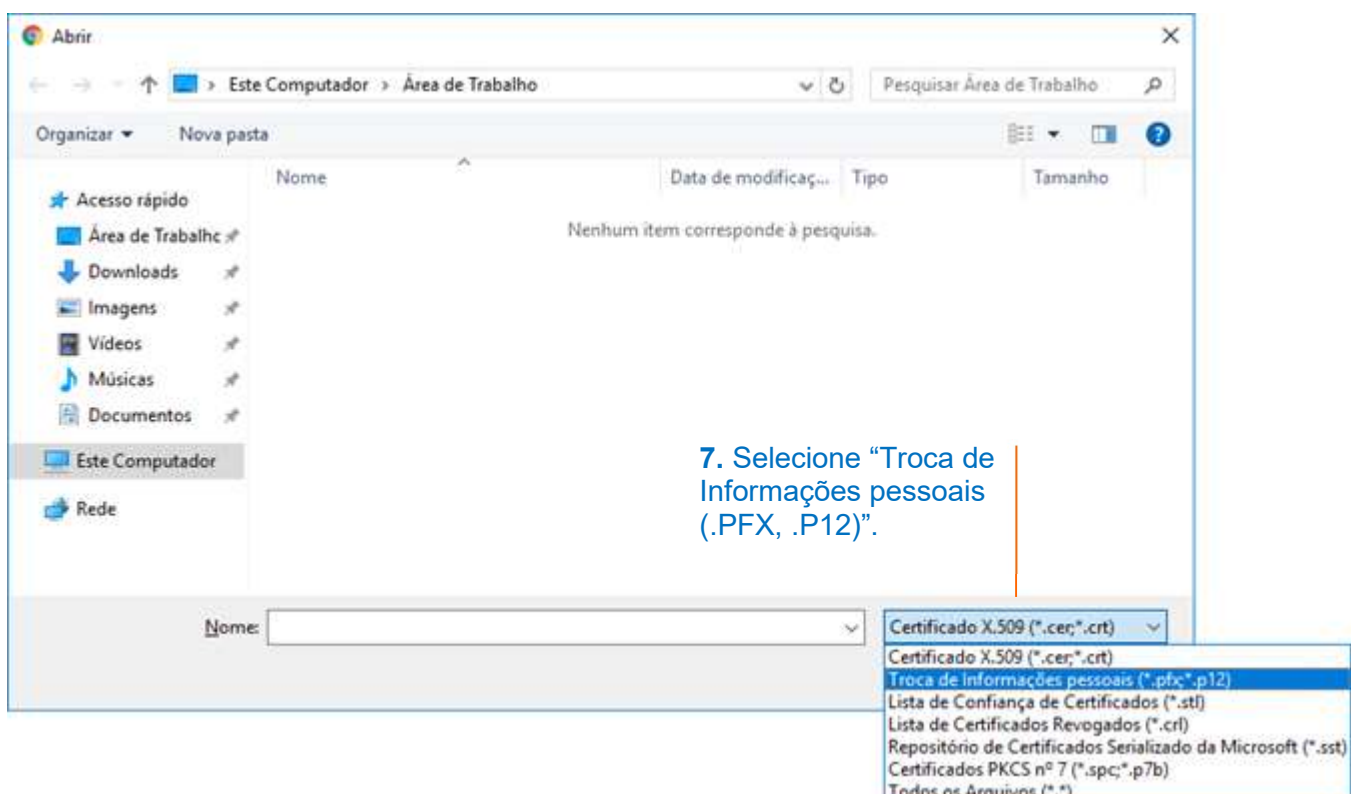 Abrir
Este Computador > Área de Trabalho
Pesquisar Área de Trabalho
Organizar
Nova pasta
Nome
Data de modificaç...
Tipo
Tamanho
Nenhum item corresponde à pesquisa.
Acesso rápido
Área de Trabalhc
Downloads
Imagens
Vídeos
Músicas
Documentos
Este Computador
Rede
7. Selecione “Troca de
Informações pessoais
(.PFX, .P12)”.
Nome:
Certificado X.509 (*.cer;*.crt)
Certificado X.509 (*.cer;*.crt)
Troca de Informações pessoais (*.pfx;*.p12)
Lista de Confiança de Certificados (*.stl)
Lista de Certificados Revogados (*.crl)
Repositório de Certificados Serializado da Microsoft (*.sst)
Certificados PKCS nº 7 (*.spc;*.p7b)
Todos os Arquivos (*.*)